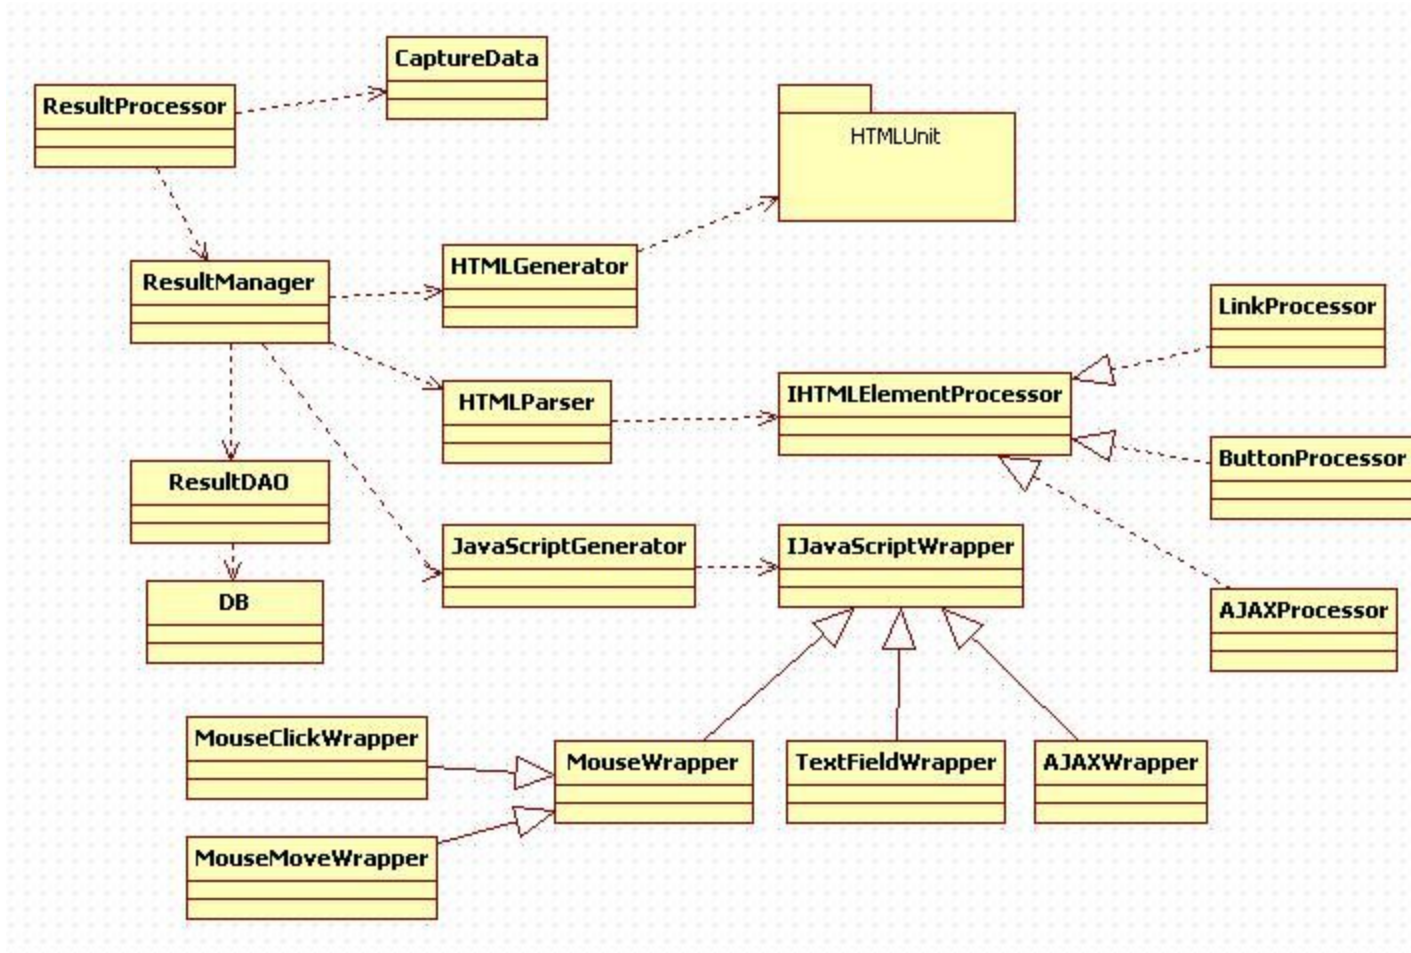 CaptureData
ResultProcessor
HTMLUnit
HTMLGenerator
ResultManager
LinkProcessor
HTMLParser
IHTMLElementProcessor
ButtonProcessor
ResultDAO
JavaScriptGenerator
IJavaScriptWrapper
DB
AJAXProcessor
MouseClickWrapper
MouseWrapper
TextFieldWrapper
AJAXWrapper
MouseMoveWrapper